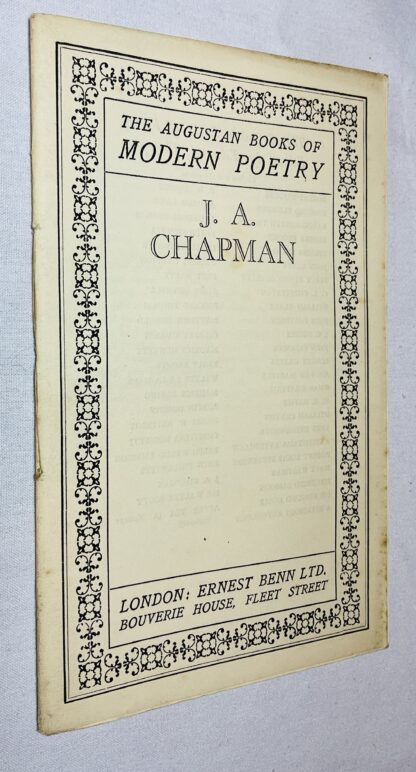 THE AUGUSTAN BOOKS OF
MODERN POETRY
J. A.
CHAPMAN
LONDON: ERNEST BENN LTD.
BOUVERIE HOUSE, FLEET STREET